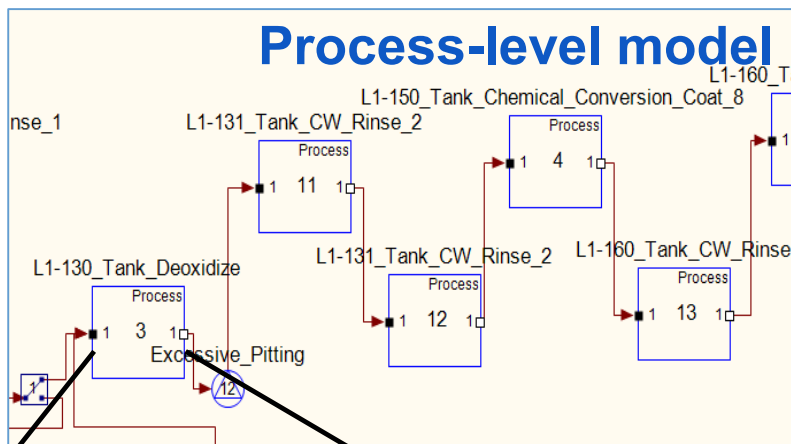 Process-level model
L1-160_T
L1-150_Tank_Chemical_Conversion_Coat_8
nse_1
L1-131_Tank_CW_Rinse_2
Process
1 4 1
1
Process
1 11 1
L1-131_Tank_CW_Rinse_2
L1-160_Tank_CW_Rinse
L1-130_Tank_Deoxidize
Process
1 12 1
Process
1 13 1
Process
1 3 1
Excessive_Pitting
1
12